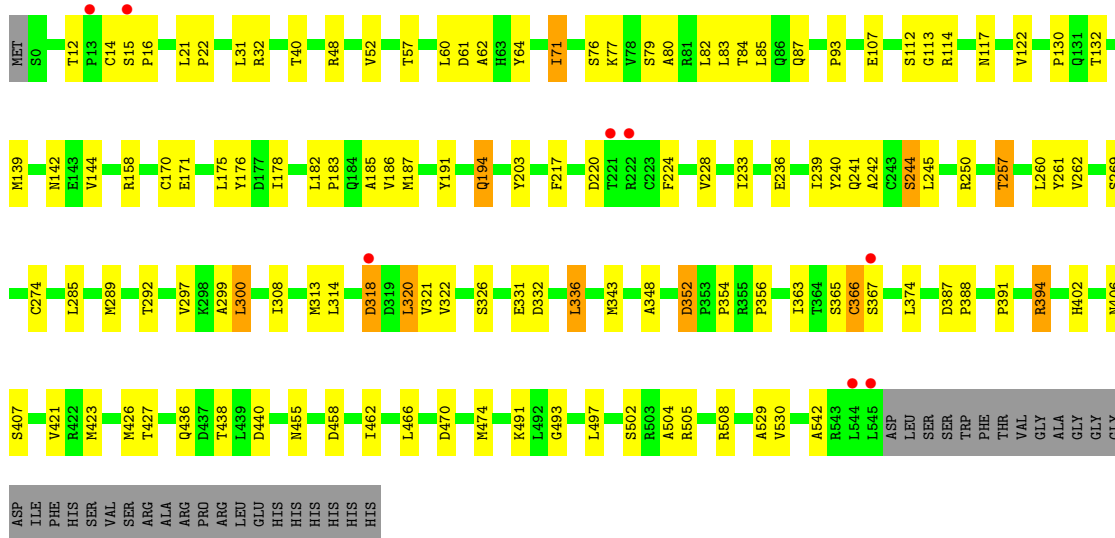 MET S0 T12 P13 C14 S15 P16 L21 P22 L31 R32 T40 R48 V52 T57 L60 D61 A62 H63 Y64 I71 S76 K77 V78 S79 A80 R81 L82 L83 T84 L85 Q86 Q87 P93 E107 S112 G113 R114 N117 V122 P130 Q131 T132
M139 N142 E143 V144 R158 C170 E171 L175 Y176 D177 I178 L182 P183 Q184 A185 V186 M187 Y191 Q194 Y203 F217 D220 T221 R222 C223 F224 V228 I233 E236 I239 Y240 Q241 A242 C243 S244 L245 R250 T257 L260 Y261 V262 S269
C274 L285 M289 T292 V297 K298 A299 L300 I308 M313 L314 D318 D319 L320 V321 V322 S326 E331 D332 L336 M343 A348 D352 P353 P354 R355 P356 I363 T364 S365 C366 S367 L374 D387 P388 P391 R394 H402 N406
S407 V421 R422 M423 M426 T427 Q436 D437 T438 L439 D440 N455 D458 I462 L466 D470 M474 K491 L492 G493 L497 S502 R503 A504 R505 R508 A529 V530 A542 R543 L544 L545 ASP LEU SER SER TRP PHE THR VAL GLY ALA GLY GLY GLY
ASP ILE PHE HIS SER VAL SER ARG ALA ARG PRO ARG LEU GLU HIS HIS HIS HIS HIS HIS